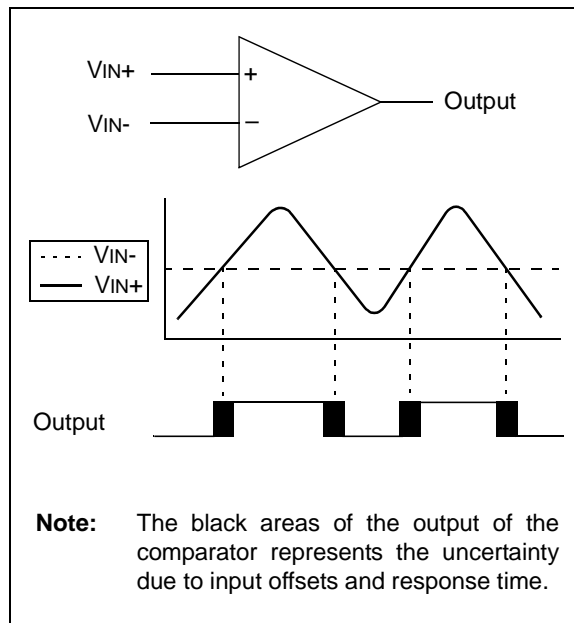 VIN+
+
Output
VIN-
–
VIN-
VIN+
Output
Note: The black areas of the output of the
comparator represents the uncertainty
due to input offsets and response time.